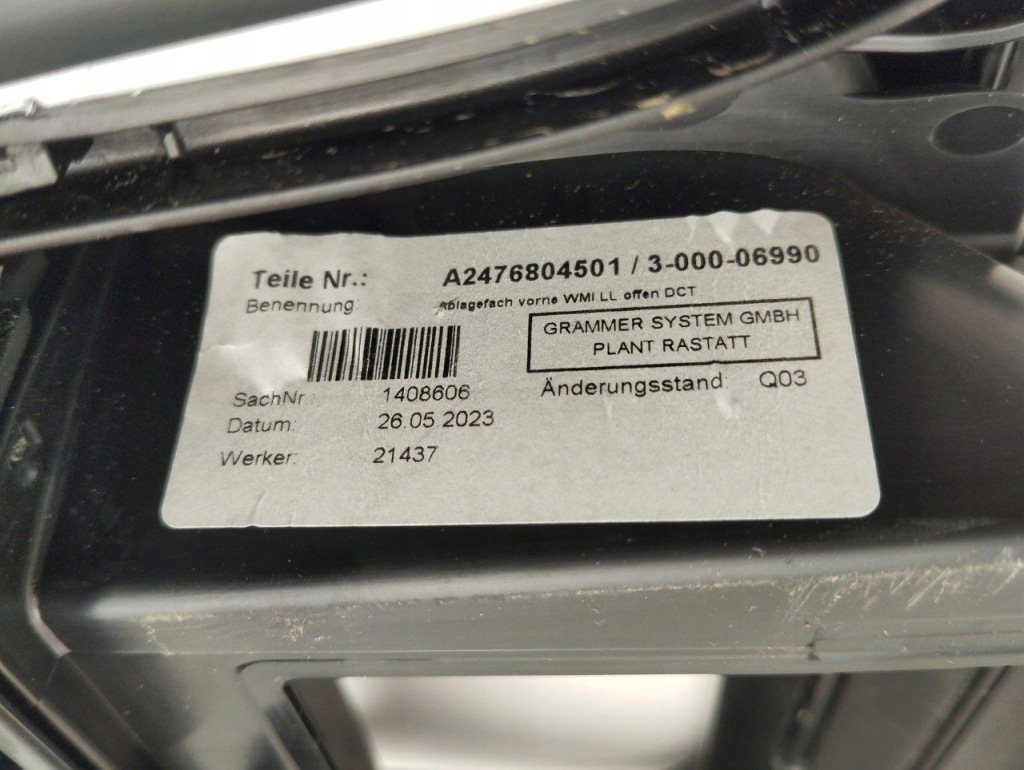 Teile Nr.: A2476804501 / 3-000-06990
Benennung Ablagefach vorne WMI LL offen DCT
GRAMMER SYSTEM GMBH
PLANT RASTATT
SachNr.: 1408606
Änderungsstand: Q03
Datum: 26.05.2023
Werker: 21437